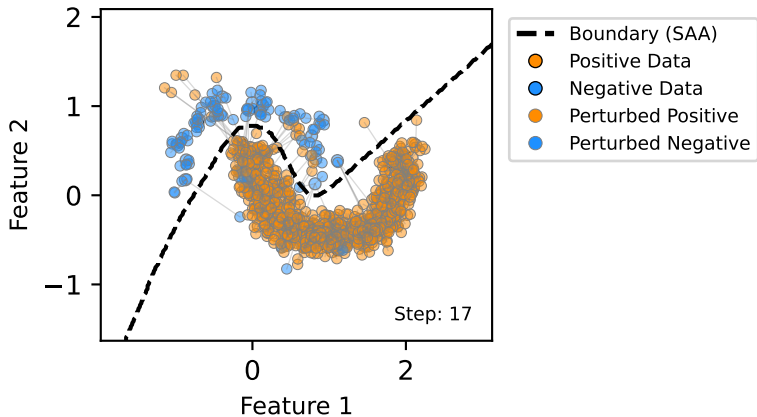 2
1
0
−1
Feature 2
0
2
Feature 1
Step: 17
Boundary (SAA)
Positive Data
Negative Data
Perturbed Positive
Perturbed Negative